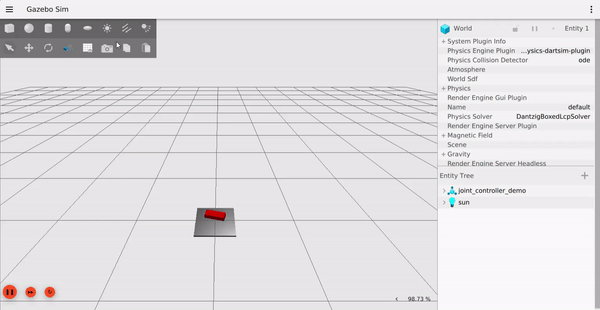 Gazebo Sim
World
Entity 1
System Plugin Info
Physics Engine Plugin ...ysics-dartsim-plugin
Physics Collision Detector ode
Atmosphere
World Sdf
Physics
Render Engine Gui Plugin
Name default
Physics Solver DantzigBoxedLcpSolver
Render Engine Server Plugin
Magnetic Field
Scene
Gravity
Render Engine Server Headless
Entity Tree
joint_controller_demo
sun
98.73 %